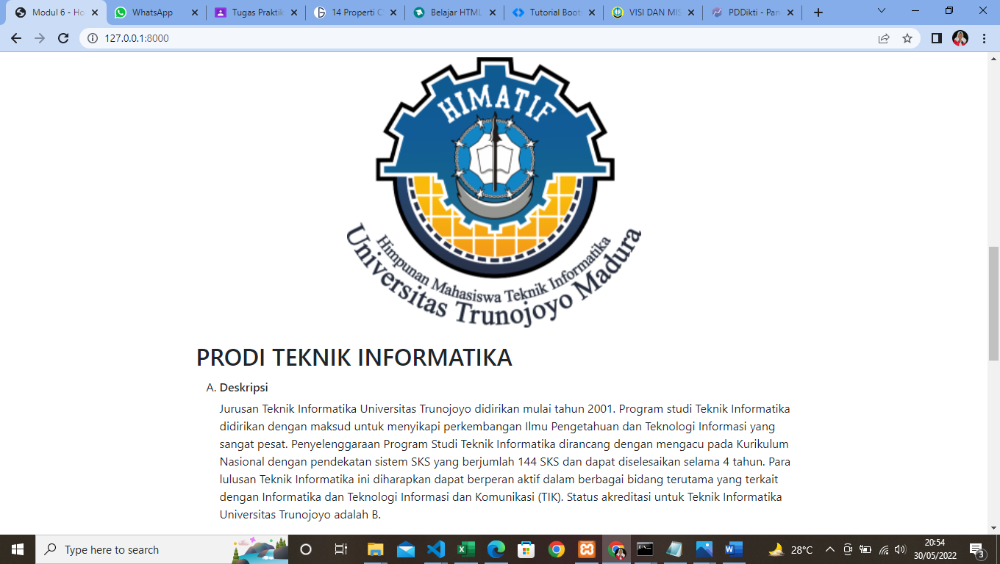 Modul 6 - Ho
WhatsApp
Tugas Praktik
14 Properti C
Belajar HTML
Tutorial Boots
VISI DAN MIS
PDDikti - Pan
127.0.0.1:8000
HIMATIF
Himpunan Mahasiswa Teknik Informatika
Universitas Trunojoyo Madura
PRODI TEKNIK INFORMATIKA
A. Deskripsi
Jurusan Teknik Informatika Universitas Trunojoyo didirikan mulai tahun 2001. Program studi Teknik Informatika
didirikan dengan maksud untuk menyikapi perkembangan Ilmu Pengetahuan dan Teknologi Informasi yang
sangat pesat. Penyelenggaraan Program Studi Teknik Informatika dirancang dengan mengacu pada Kurikulum
Nasional dengan pendekatan sistem SKS yang berjumlah 144 SKS dan dapat diselesaikan selama 4 tahun. Para
lulusan Teknik Informatika ini diharapkan dapat berperan aktif dalam berbagai bidang terutama yang terkait
dengan Informatika dan Teknologi Informasi dan Komunikasi (TIK). Status akreditasi untuk Teknik Informatika
Universitas Trunojoyo adalah B.
Type here to search
28°C
20:54
30/05/2022
3